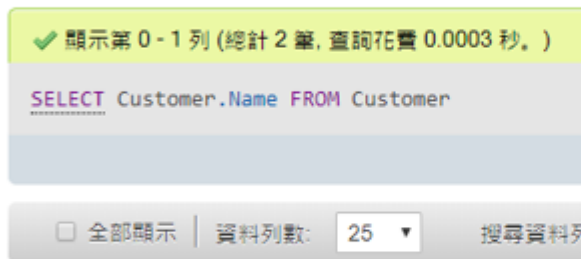 顯示第 0 - 1 列 (總計 2 筆, 查詢花費 0.0003 秒。)
SELECT Customer.Name FROM Customer
全部顯示 資料列數: 25 搜尋資料列